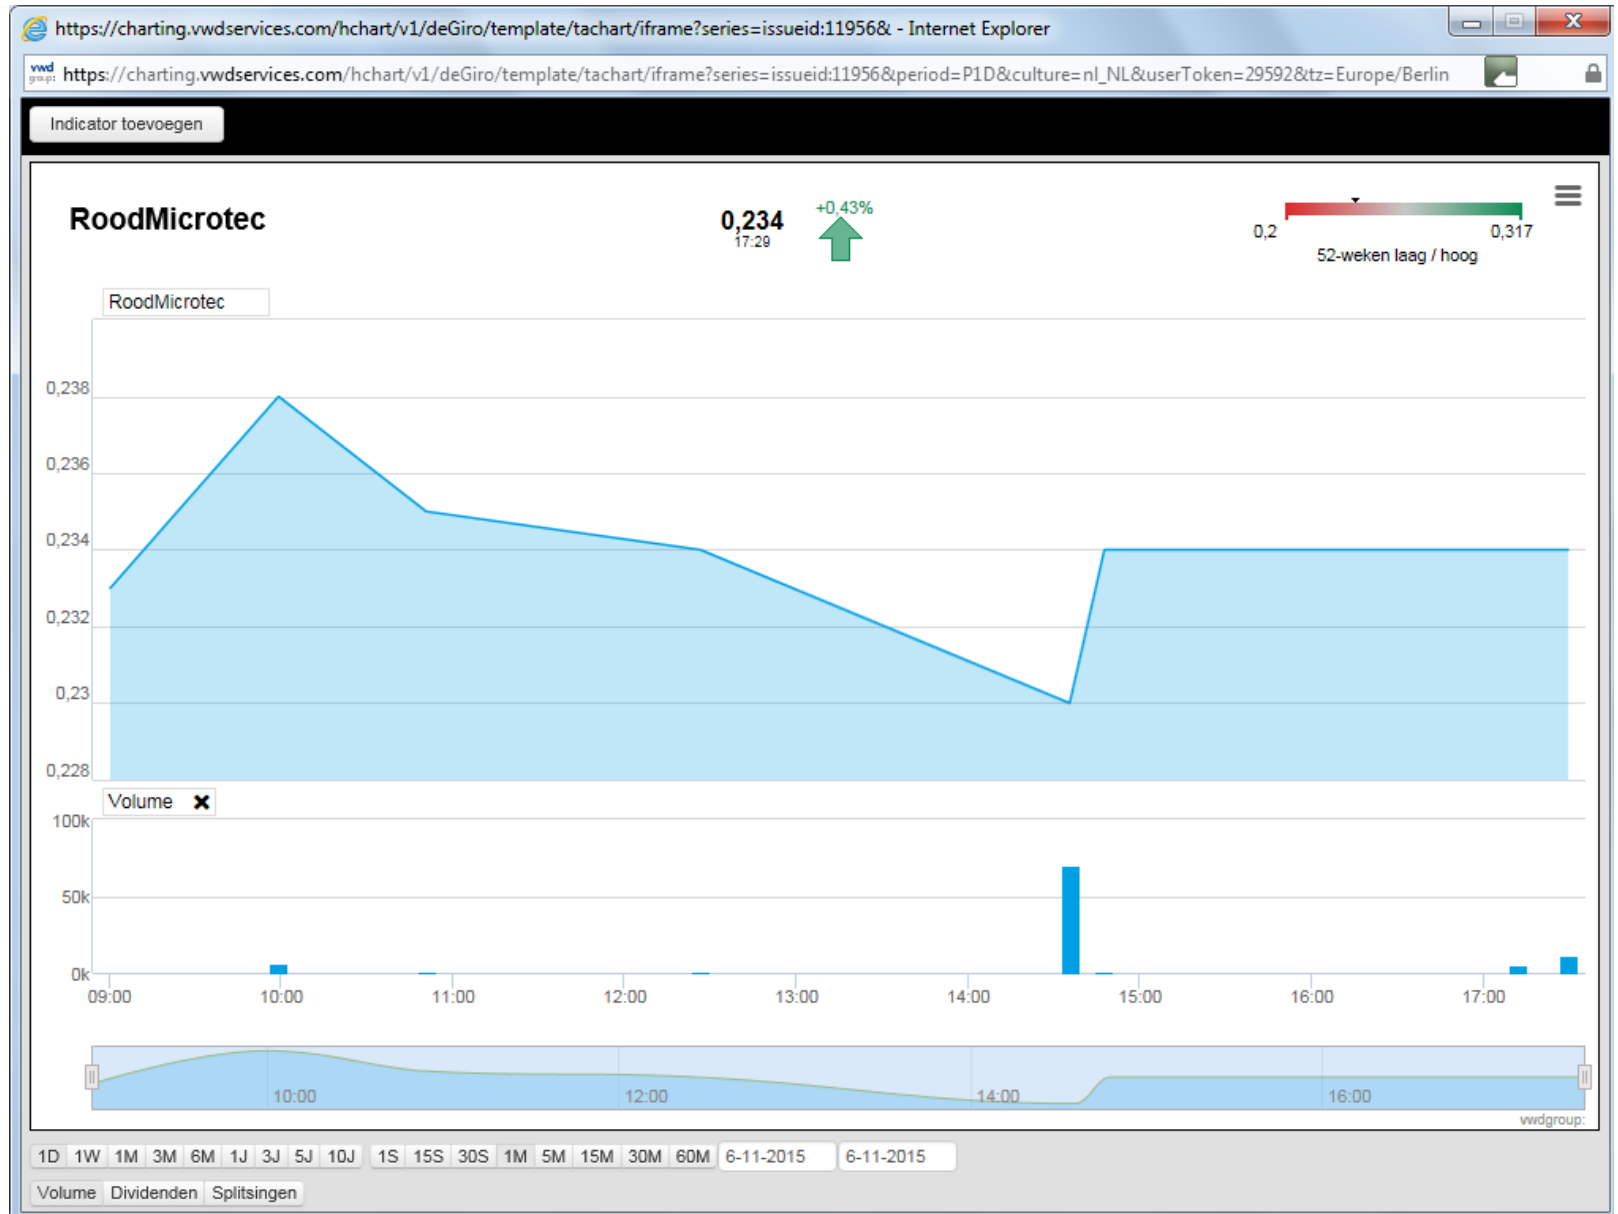 https://charting.vwdservices.com/hchart/v1/deGiro/template/tachart/iframe?series=issueid:11956& - Internet Explorer
vwd group: https://charting.vwdservices.com/hchart/v1/deGiro/template/tachart/iframe?series=issueid:11956&period=P1D&culture=nl_NL&userToken=29592&tz=Europe/Berlin
Indicator toevoegen
RoodMicrotec
0,234
17:29
+0,43%
0,2
0,317
52-weken laag / hoog
RoodMicrotec
0,238
0,236
0,234
0,232
0,23
0,228
Volume
100k
50k
0k
09:00 10:00 11:00 12:00 13:00 14:00 15:00 16:00 17:00
10:00 12:00 14:00 16:00
vwdgroup:
1D 1W 1M 3M 6M 1J 3J 5J 10J 1S 15S 30S 1M 5M 15M 30M 60M 6-11-2015 6-11-2015
Volume Dividenden Splitsingen